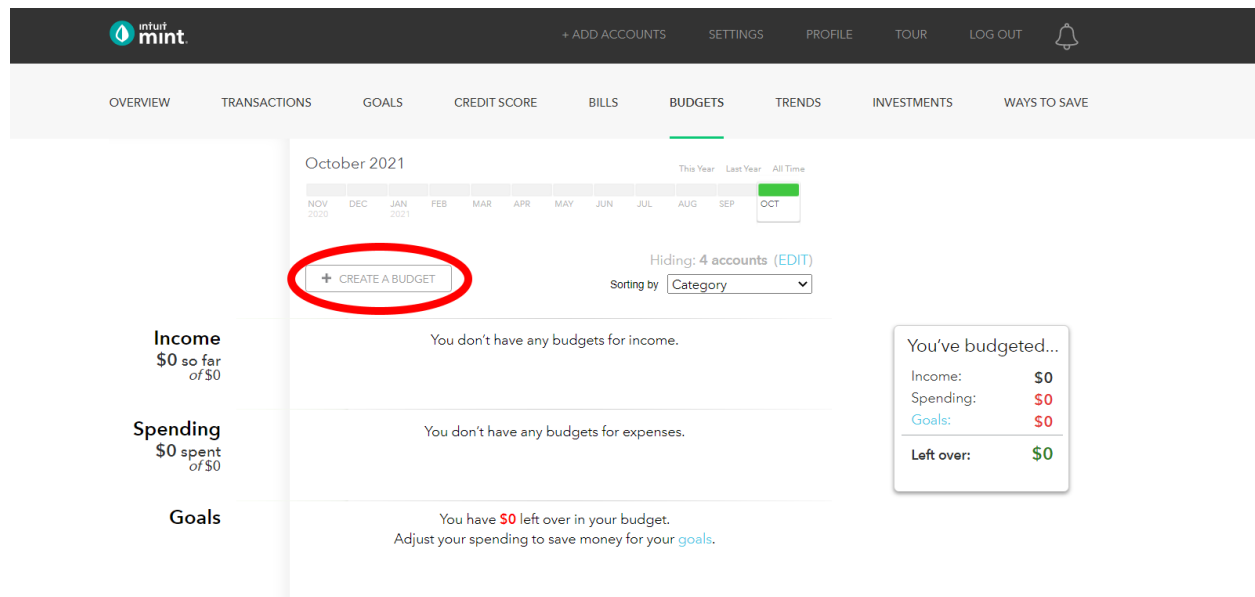 intuit
mint.
+ ADD ACCOUNTS SETTINGS PROFILE TOUR LOG OUT
OVERVIEW TRANSACTIONS GOALS CREDIT SCORE BILLS BUDGETS TRENDS INVESTMENTS WAYS TO SAVE
October 2021
This Year Last Year All Time
NOV DEC JAN FEB MAR APR MAY JUN JUL AUG SEP OCT
2020 2021
Hiding: 4 accounts (EDIT)
+ CREATE A BUDGET
Sorting by Category
Income
$0 so far
of $0
You don't have any budgets for income.
You've budgeted...
Income: $0
Spending: $0
Goals: $0
Left over: $0
Spending
$0 spent
of $0
You don't have any budgets for expenses.
Goals
You have $0 left over in your budget.
Adjust your spending to save money for your goals.